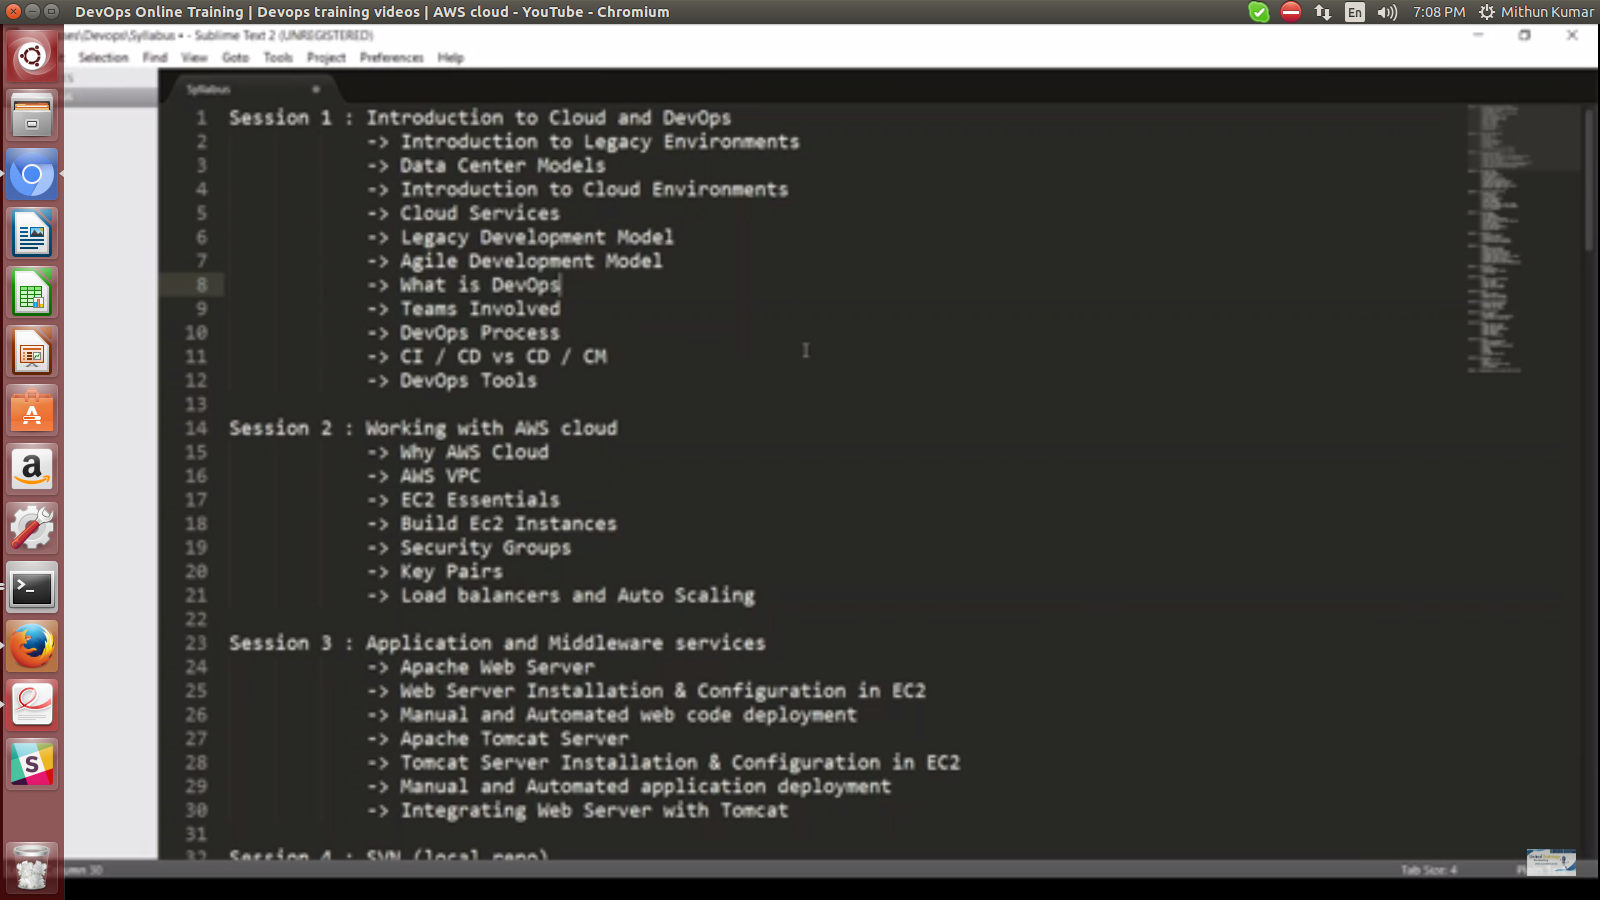 DevOps Online Training | Devops training videos | AWS cloud - YouTube - Chromium
En 7:08 PM Mithun Kumar
\Devops\Syllabus • - Sublime Text 2 (UNREGISTERED)
Selection Find View Goto Tools Project Preferences Help
Syllabus
1 Session 1 : Introduction to Cloud and DevOps
2 -> Introduction to Legacy Environments
3 -> Data Center Models
4 -> Introduction to Cloud Environments
5 -> Cloud Services
6 -> Legacy Development Model
7 -> Agile Development Model
8 -> What is DevOps
9 -> Teams Involved
10 -> DevOps Process
11 -> CI / CD vs CD / CM
12 -> DevOps Tools
13
14 Session 2 : Working with AWS cloud
15 -> Why AWS Cloud
16 -> AWS VPC
17 -> EC2 Essentials
18 -> Build Ec2 Instances
19 -> Security Groups
20 -> Key Pairs
21 -> Load balancers and Auto Scaling
22
23 Session 3 : Application and Middleware services
24 -> Apache Web Server
25 -> Web Server Installation & Configuration in EC2
26 -> Manual and Automated web code deployment
27 -> Apache Tomcat Server
28 -> Tomcat Server Installation & Configuration in EC2
29 -> Manual and Automated application deployment
30 -> Integrating Web Server with Tomcat
31
32 Session 4 : SVN (local repo)
30 Tab Size: 4